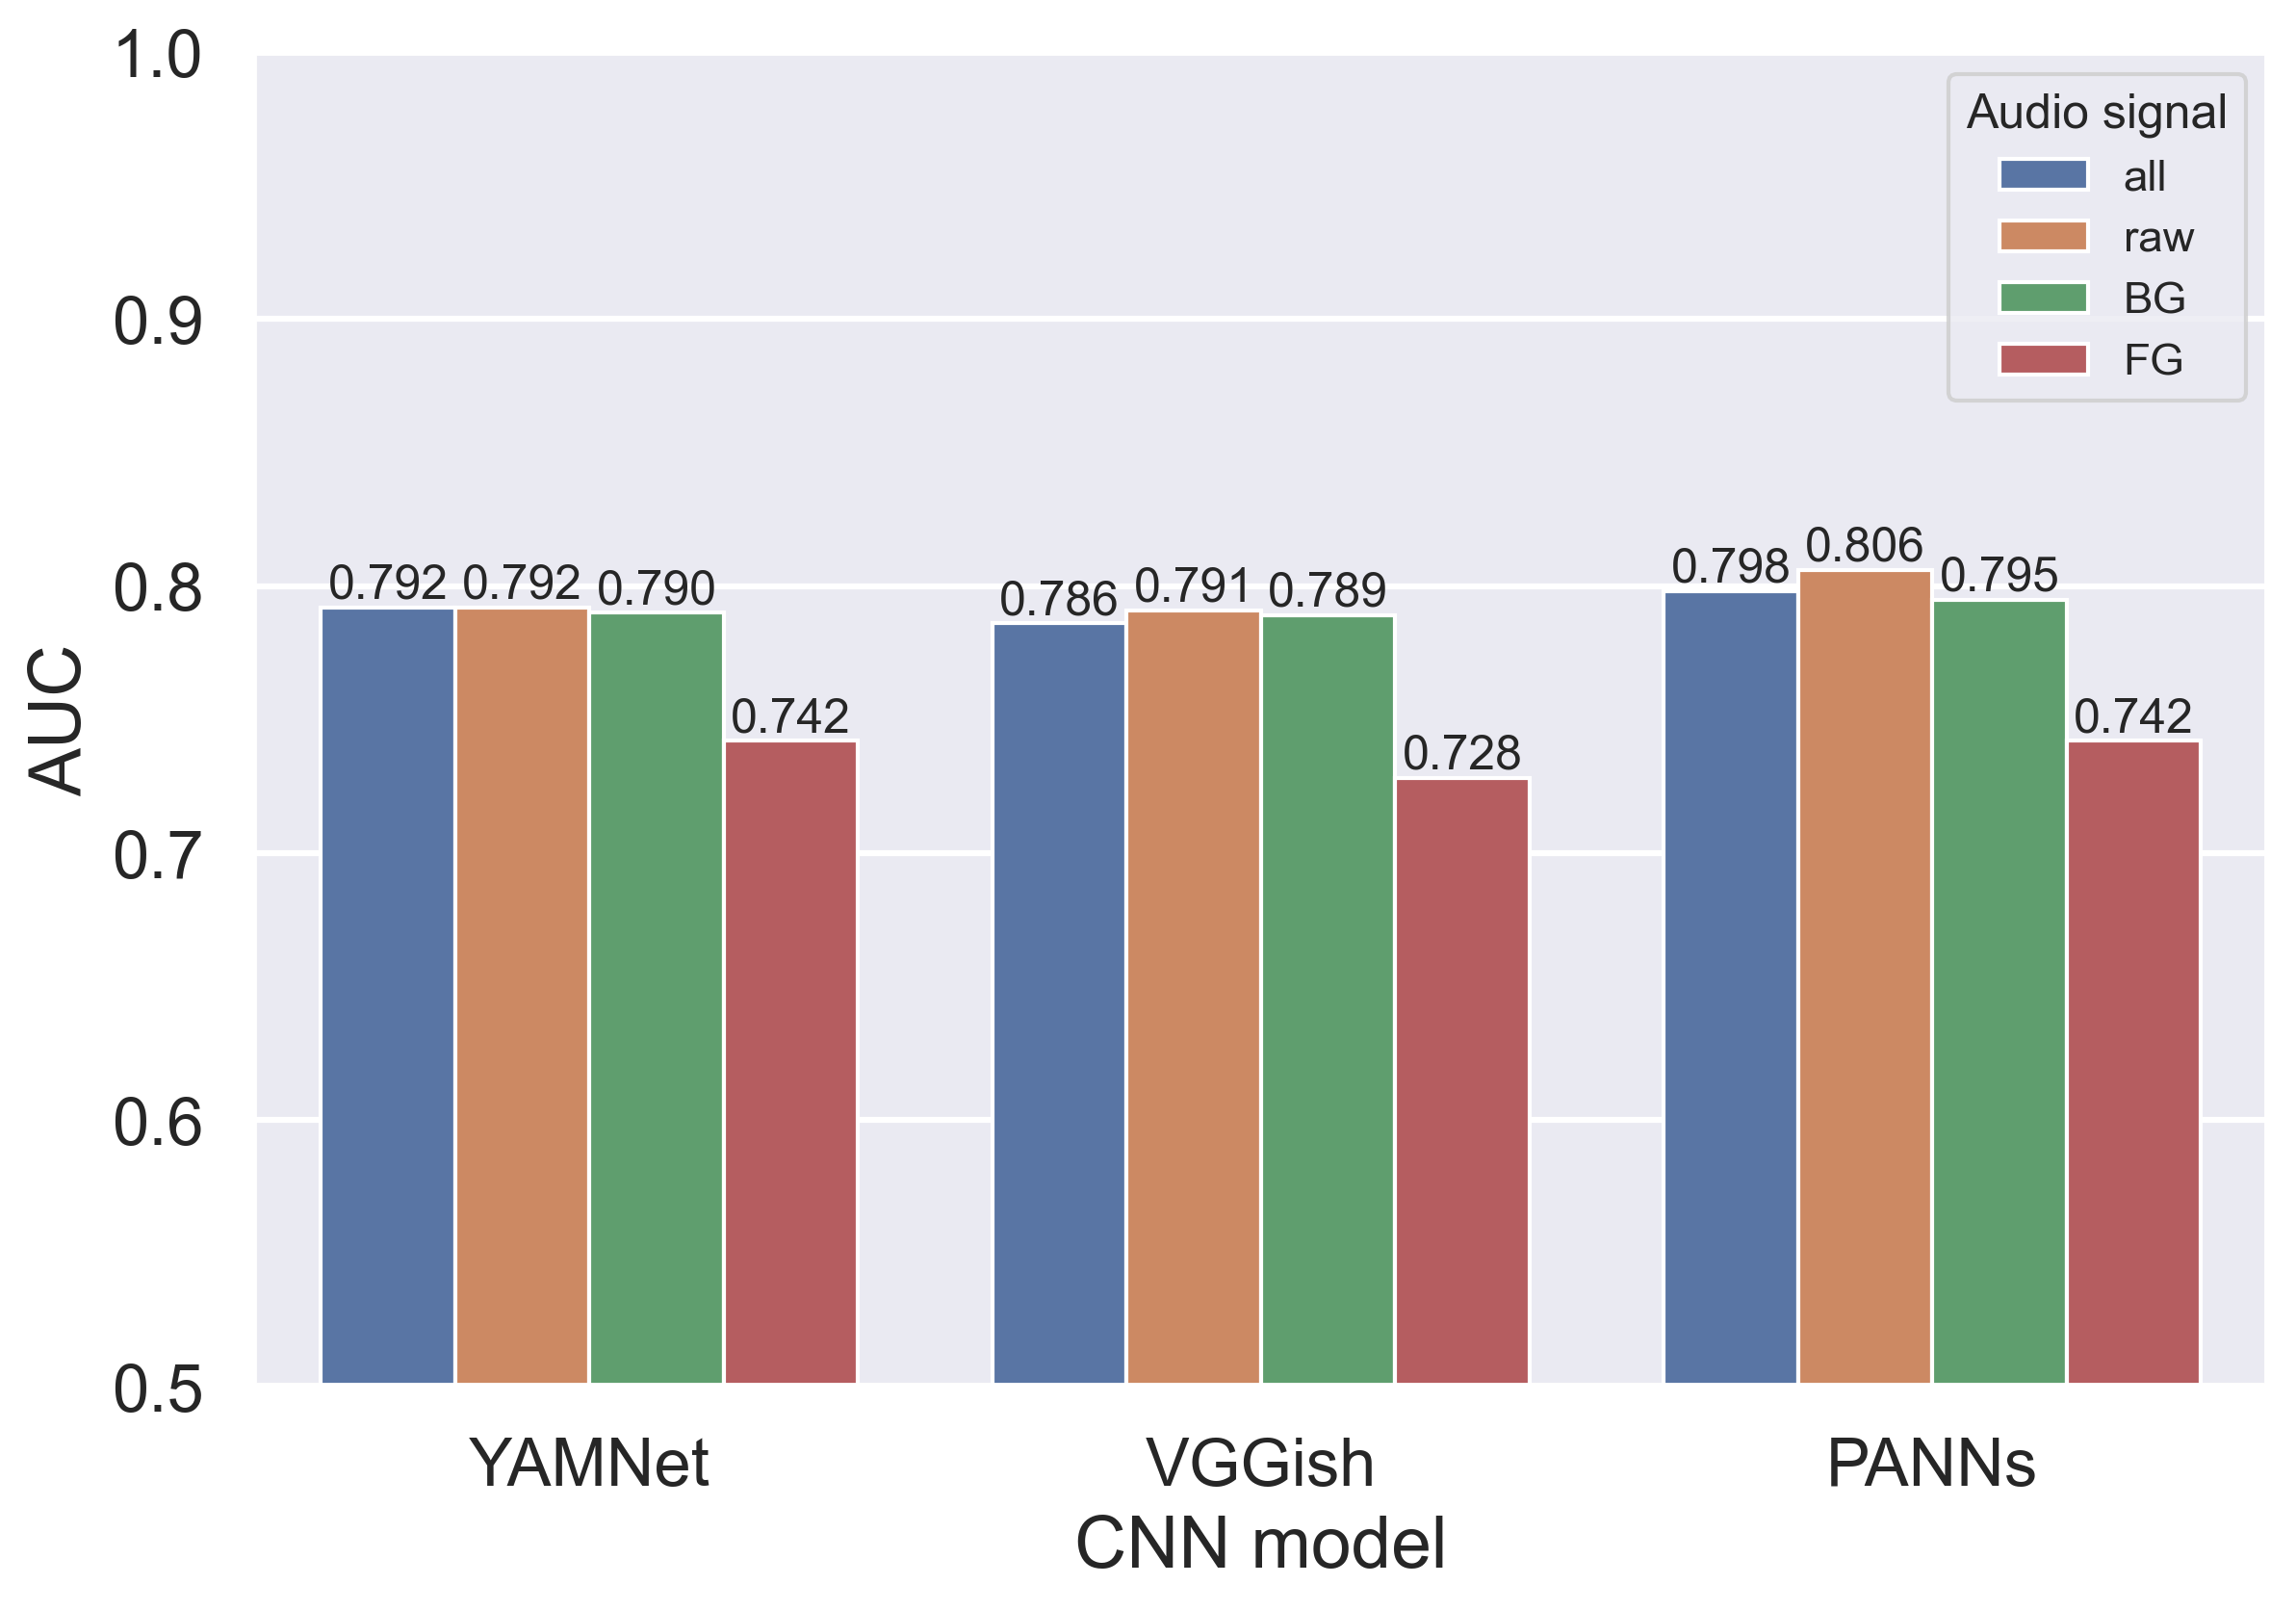 1.0
0.9
0.8
0.7
0.6
0.5
AUC
Audio signal
all
raw
BG
FG
0.792 0.792 0.790 0.742
0.786 0.791 0.789 0.728
0.798 0.806 0.795 0.742
YAMNet VGGish PANNs
CNN model